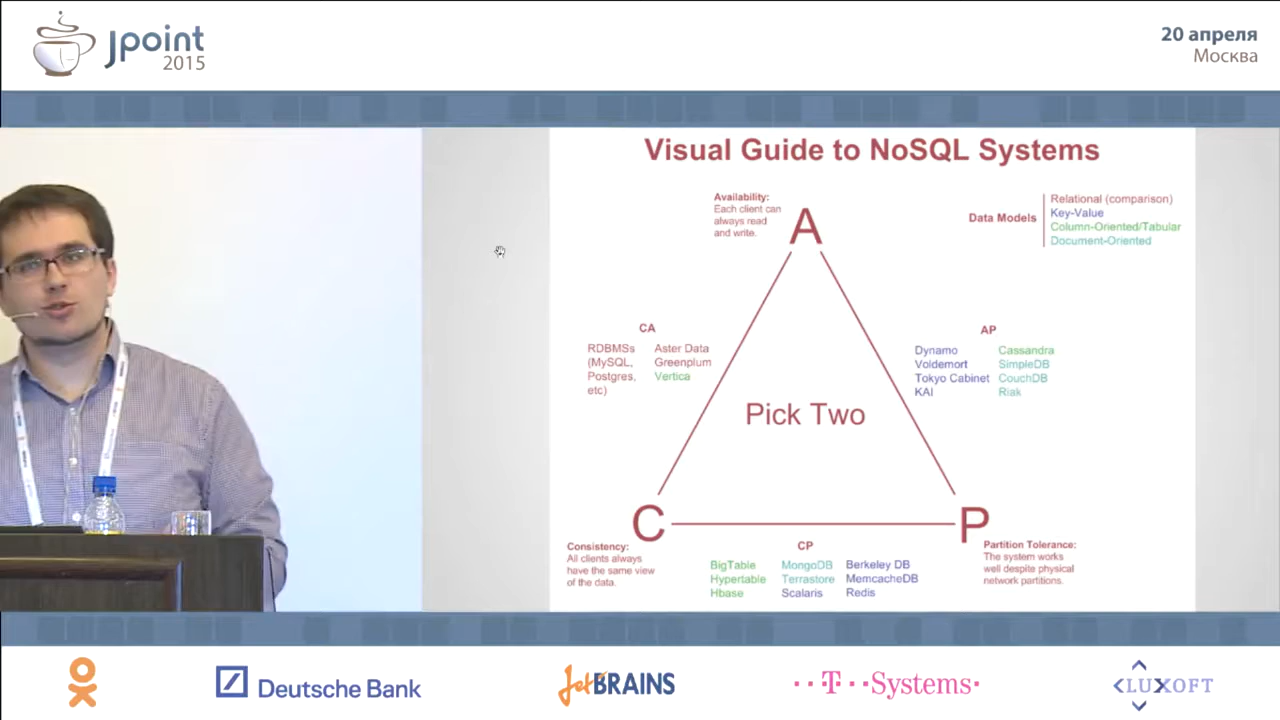 Jpoint
2015
20 апреля
Москва
Visual Guide to NoSQL Systems
Availability:
Each client can
always read
and write.
A
Data Models
Relational (comparison)
Key-Value
Column-Oriented/Tabular
Document-Oriented
CA
RDBMSs
(MySQL,
Postgres,
etc)
Aster Data
Greenplum
Vertica
AP
Dynamo
Voidemort
Tokyo Cabinet
KAI
Cassandra
SimpleDB
CouchDB
Riak
Pick Two
C
P
Consistency:
All clients always
have the same view
of the data.
CP
BigTable
Hypertable
Hbase
MongoDB
Terrastore
Scalaris
Berkeley DB
MemcacheDB
Redis
Partition Tolerance:
The system works
well despite physical
network partitions.
Deutsche Bank
JetBRAINS
··T··Systems·
LUXOFT